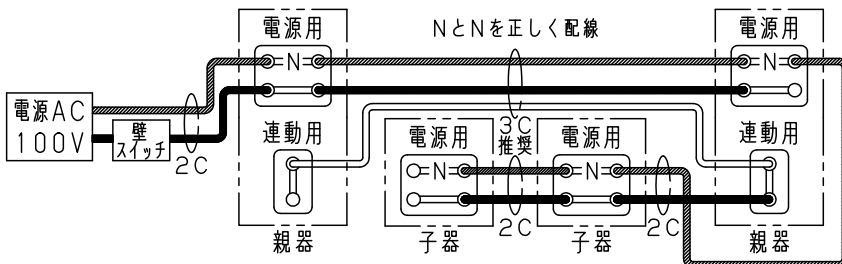 電源用
NとNを正しく配線
電源用
N
N
電源AC
100V
壁
スイッチ
2C
連動用
3C
推奨
連動用
電源用
電源用
N
N
2C
2C
親器
子器
子器
親器